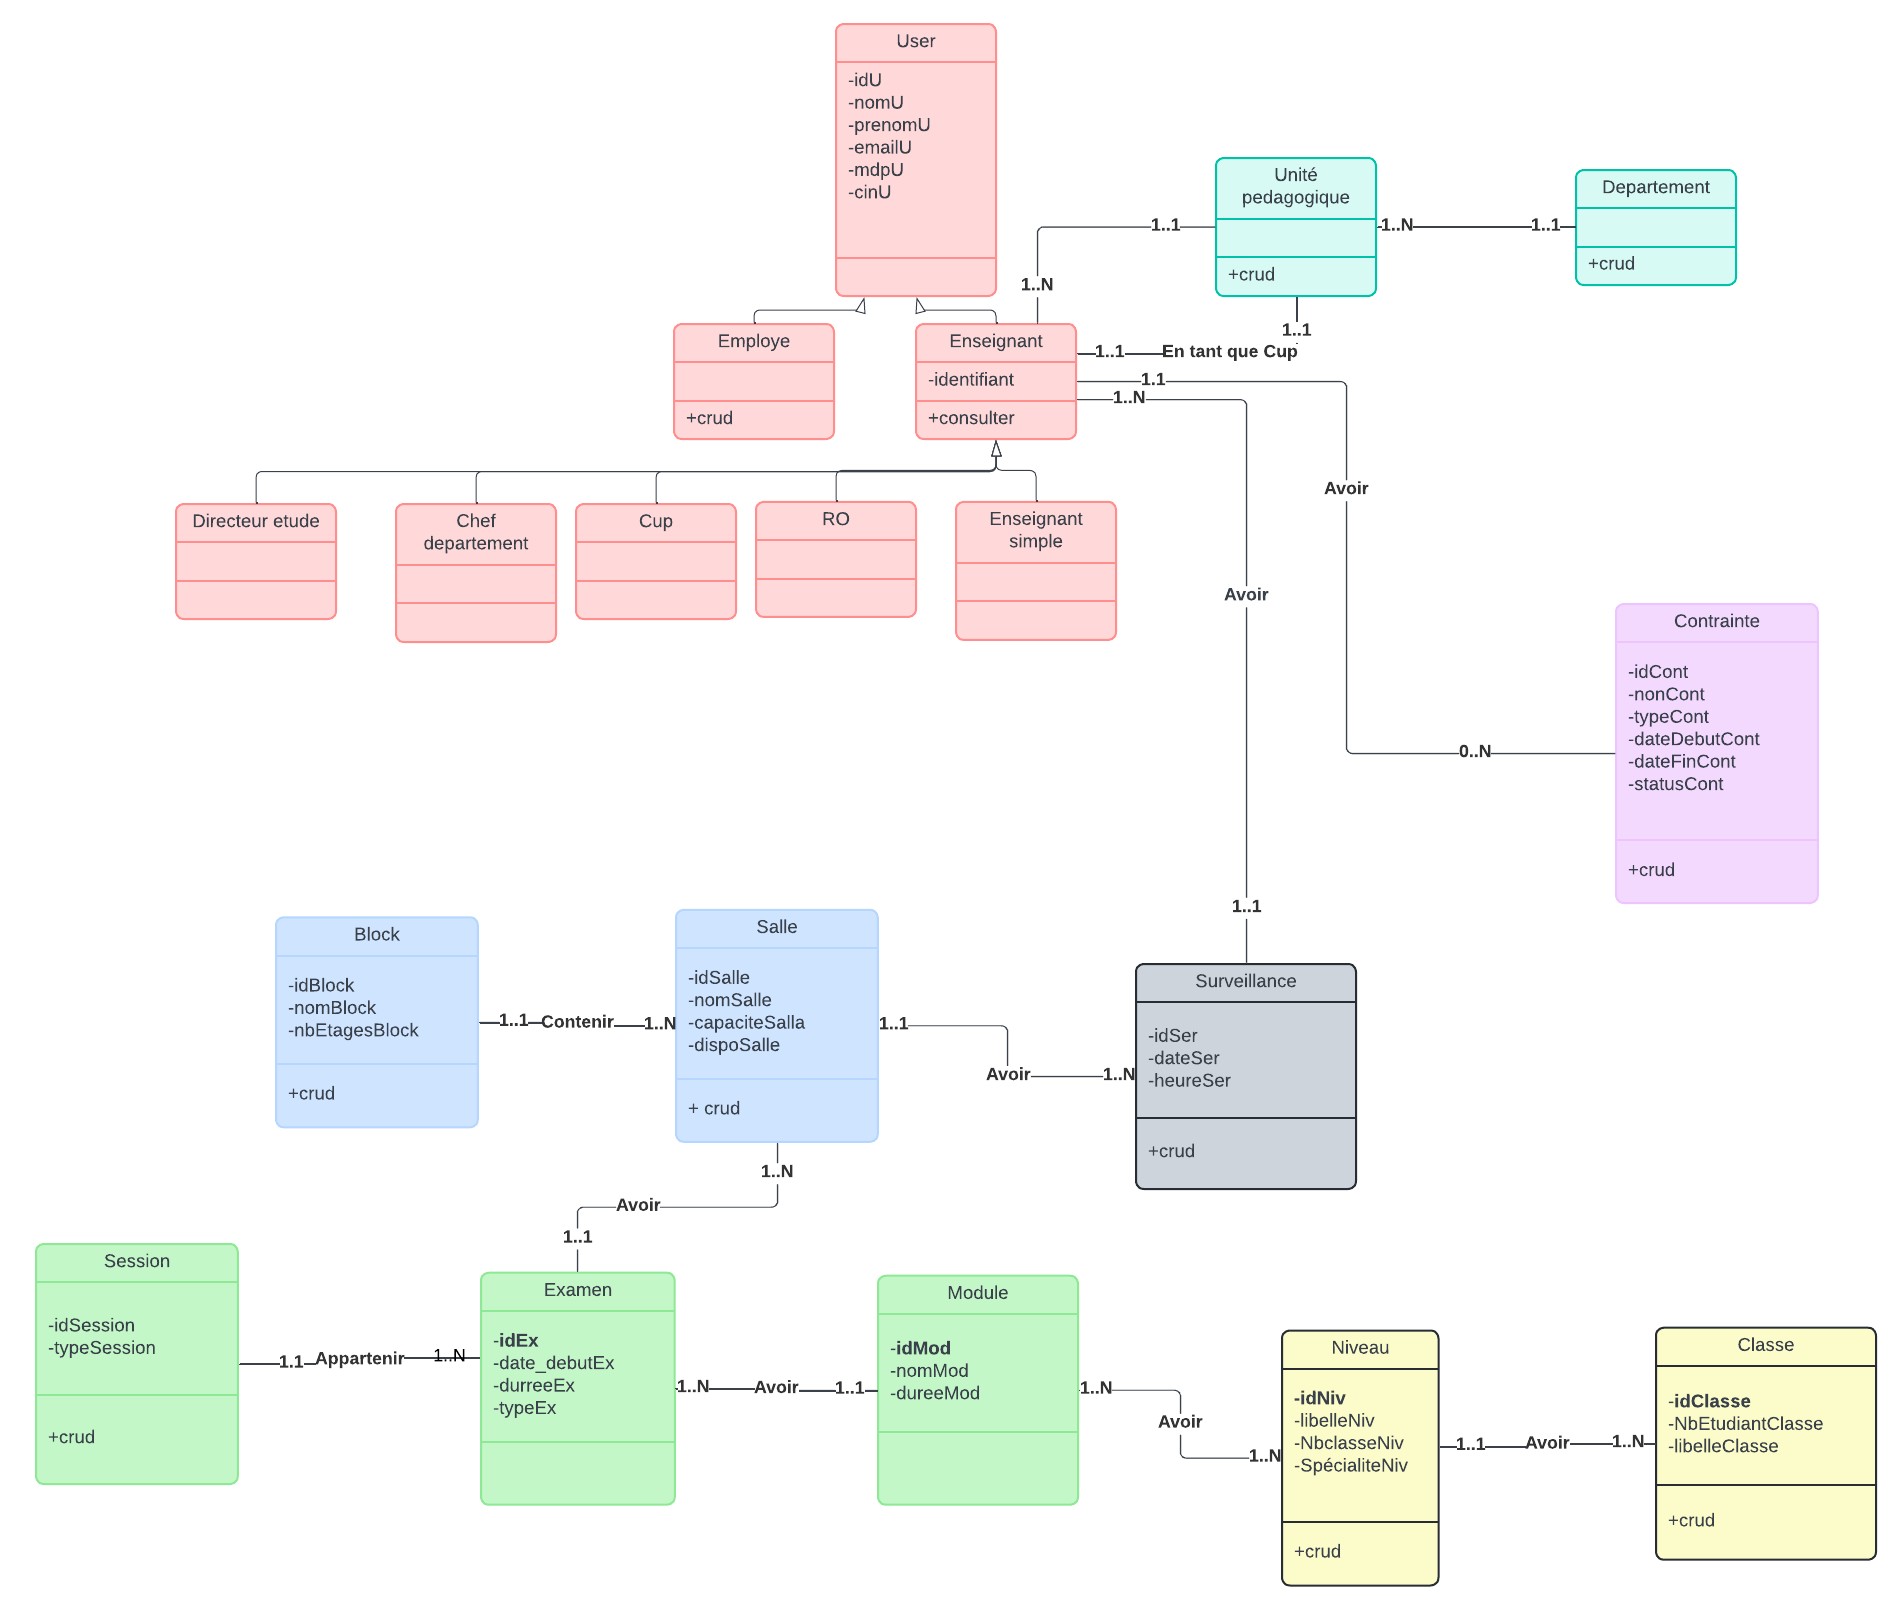 User
-idU
-nomU
-prenomU
-emailU
-mdpU
-cinU
Unité
pedagogique
+crud
Departement
+crud
1..1
1..N
1..N
1..1
1..1
1..1
En tant que Cup
Employe
+crud
Enseignant
-identifiant
+consulter
1.1
1..N
Avoir
Avoir
0..N
1..1
Directeur etude
Chef
departement
Cup
RO
Enseignant
simple
Contrainte
-idCont
-nonCont
-typeCont
-dateDebutCont
-dateFinCont
-statusCont
+crud
Block
-idBlock
-nomBlock
-nbEtagesBlock
+crud
1..1
Contenir
1..N
Salle
-idSalle
-nomSalle
-capaciteSalla
-dispoSalle
+ crud
1..1
Avoir
1..N
Surveillance
-idSer
-dateSer
-heureSer
+crud
1..N
Avoir
1..1
Session
-idSession
-typeSession
+crud
1.1
Appartenir
1..N
Examen
-idEx
-date_debutEx
-durreeEx
-typeEx
1..N
Avoir
1..1
Module
-idMod
-nomMod
-dureeMod
1..N
Avoir
1..N
Niveau
-idNiv
-libelleNiv
-NbclasseNiv
-SpécialiteNiv
+crud
1..1
Avoir
1..N
Classe
-idClasse
-NbEtudiantClasse
-libelleClasse
+crud